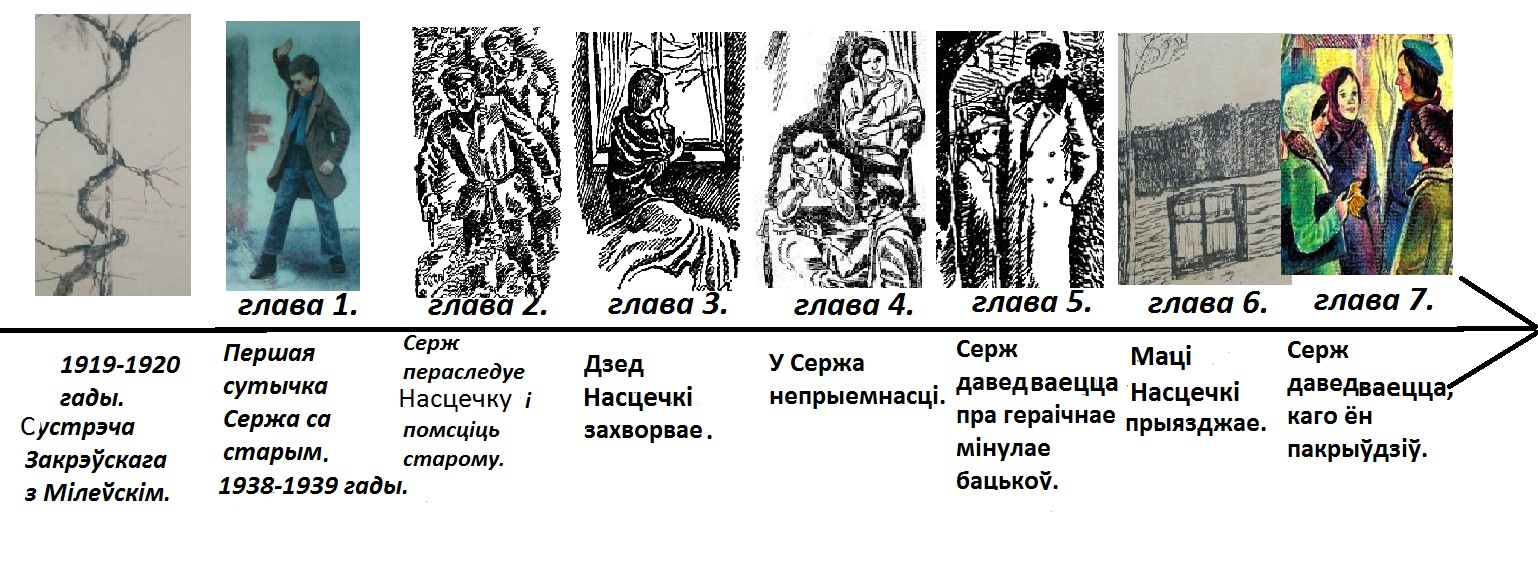 глава 1.
глава 2.
глава 3.
глава 4.
глава 5.
глава 6.
глава 7.
1919-1920
гады.
Сустрэча
Закрэўскага
з Мілеўскім.
Першая
сутычка
Сержа са
старым.
1938-1939 гады.
Серж
пераследуе
Насцечку і
помсціць
старому.
Дзед
Насцечкі
захворвае.
У Сержа
непрыемнасці.
Серж
даведваецца
пра гераічнае
мінулае
бацькоў.
Маці
Насцечкі
прыязджае.
Серж
даведваецца,
каго ён
пакрыўдзіў.